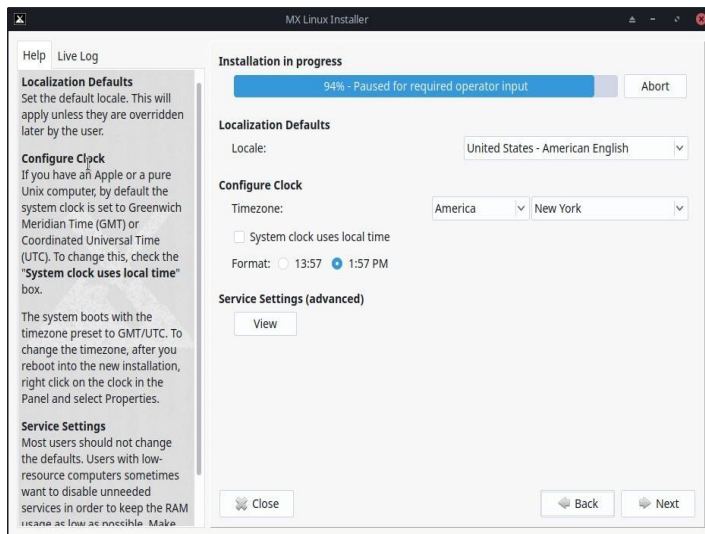 MX Linux Installer
Help
Live Log
Localization Defaults
Set the default locale. This will
apply unless they are overridden
later by the user.
Configure Clock
If you have an Apple or a pure
Unix computer, by default the
system clock is set to Greenwich
Meridian Time (GMT) or
Coordinated Universal Time
(UTC). To change this, check the
"System clock uses local time"
box.
The system boots with the
timezone preset to GMT/UTC. To
change the timezone, after you
reboot into the new installation,
right click on the clock in the
Panel and select Properties.
Service Settings
Most users should not change
the defaults. Users with low-
resource computers sometimes
want to disable unneeded
services in order to keep the RAM
usage as low as possible. Make
Installation in progress
94% - Paused for required operator input
Abort
Localization Defaults
Locale: United States - American English
Configure Clock
Timezone: America New York
System clock uses local time
Format: 13:57 1:57 PM
Service Settings (advanced)
View
Close
Back
Next